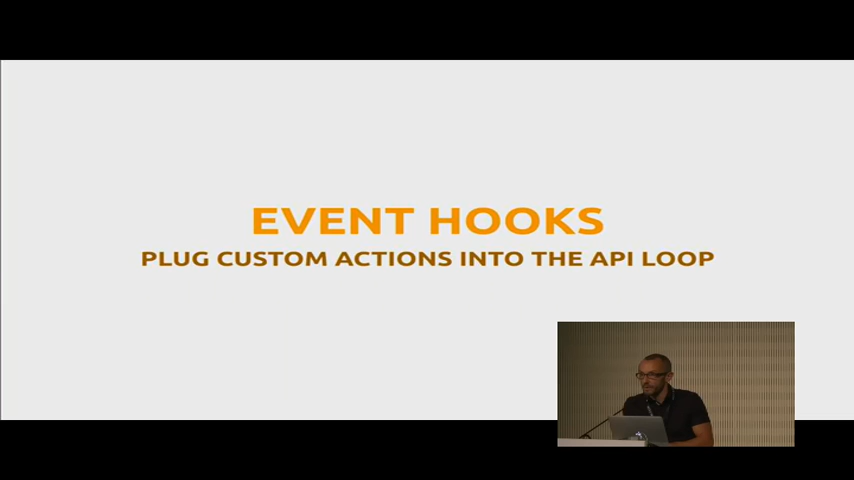 EVENT HOOKS
PLUG CUSTOM ACTIONS INTO THE API LOOP